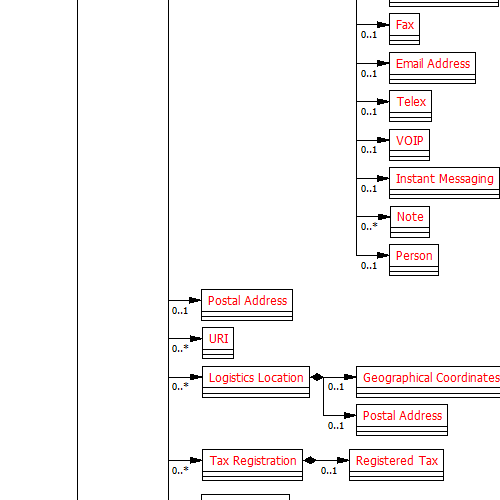 Fax
0..1
Email Address
0..1
Telex
0..1
VOIP
0..1
Instant Messaging
0..1
Note
0..*
Person
0..1
Postal Address
0..1
URI
0..*
Logistics Location
0..*
Geographical Coordinates
0..1
Postal Address
0..1
Tax Registration
0..*
Registered Tax
0..1